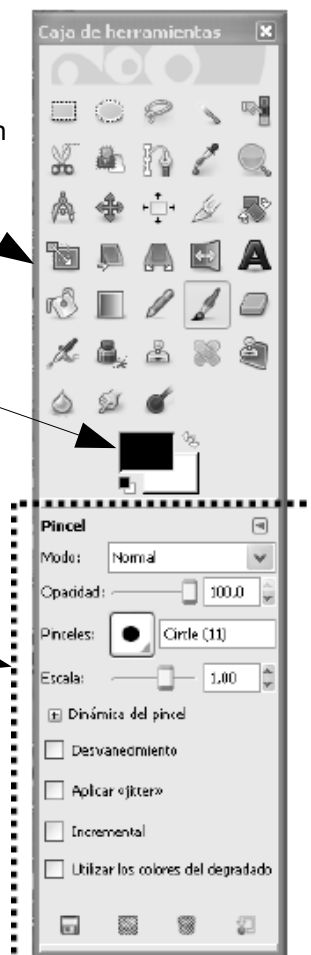 Caja de herramientas
n
Pincel
Modo: Normal
Opacidad: 100,0
Pinceles: Circle (11)
Escala: 1,00
Dinámica del pincel
Desvanecimiento
Aplicar «jitter»
Incremental
Utilizar los colores del degradado